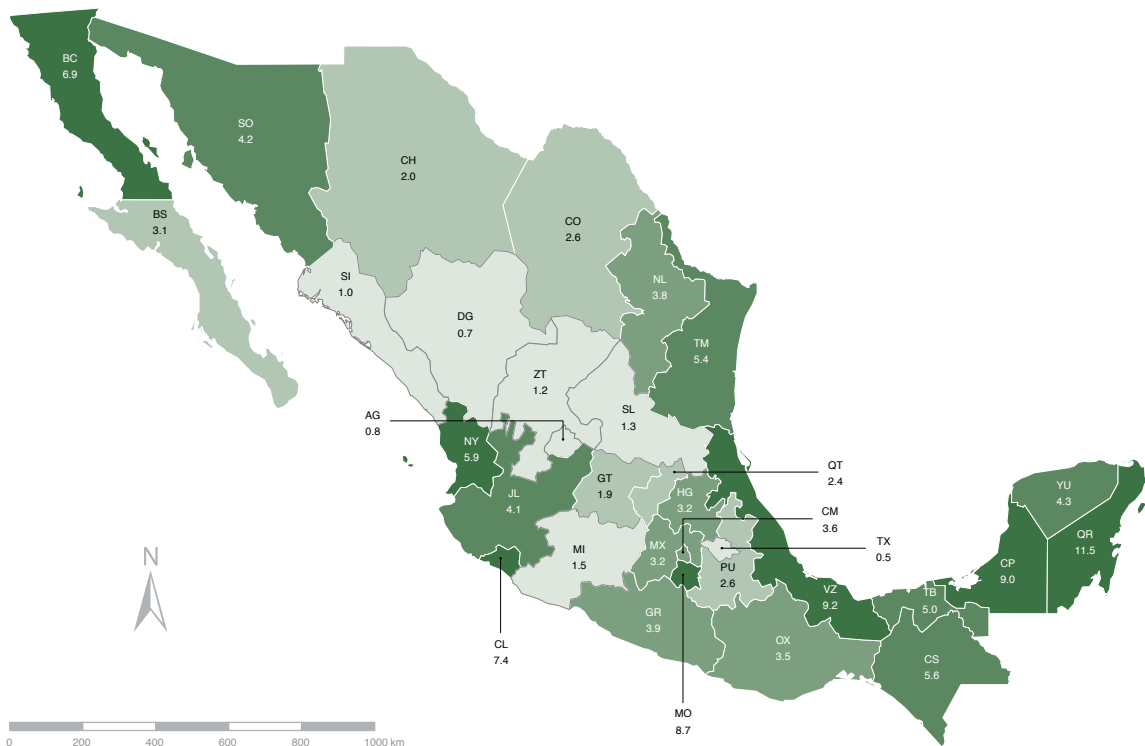 BC
6.9
SO
4.2
CH
2.0
BS
3.1
CO
2.6
SI
1.0
NL
3.8
DG
0.7
TM
5.4
ZT
1.2
SL
1.3
AG
0.8
NY
5.9
QT
2.4
GT
1.9
JL
4.1
HG
3.2
YU
4.3
CM
3.6
QR
11.5
MX
3.2
TX
0.5
MI
1.5
N
PU
2.6
CP
9.0
VZ
9.2
TB
5.0
GR
3.9
CL
7.4
OX
3.5
CS
5.6
MO
8.7
0 200 400 600 800 1000 km